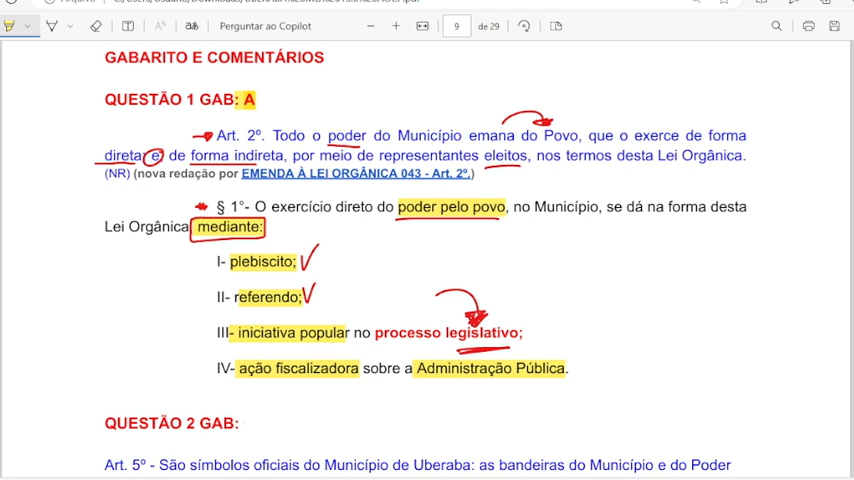 Perguntar ao Copilot
9
de 29
GABARITO E COMENTÁRIOS
QUESTÃO 1 GAB: A
Art. 2º. Todo o poder do Município emana do Povo, que o exerce de forma
direta e de forma indireta, por meio de representantes eleitos, nos termos desta Lei Orgânica.
(NR) (nova redação por EMENDA À LEI ORGÂNICA 043 - Art. 2º.)
§ 1°- O exercício direto do poder pelo povo, no Município, se dá na forma desta
Lei Orgânica, mediante:
I- plebiscito;
II- referendo;
III- iniciativa popular no processo legislativo;
IV- ação fiscalizadora sobre a Administração Pública.
QUESTÃO 2 GAB:
Art. 5º - São símbolos oficiais do Município de Uberaba: as bandeiras do Município e do Poder